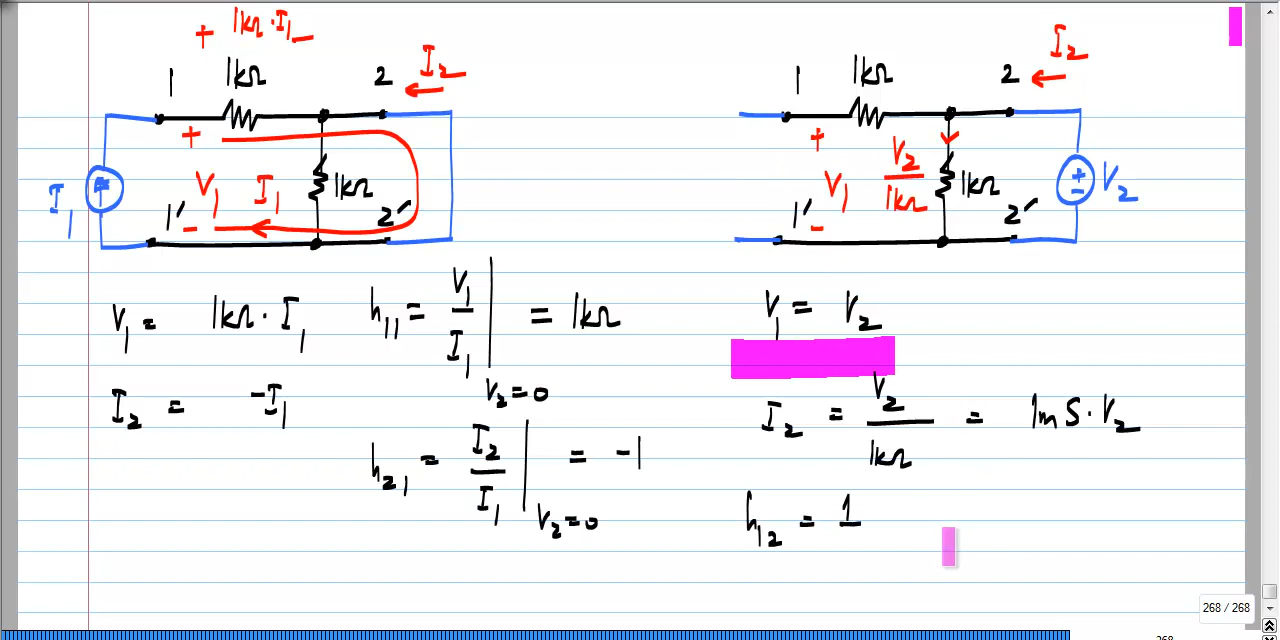 + 1kΩ·I1 −
1 1kΩ 2 I2
+
V1 I1 1kΩ
I1
1' − 2'
V1 = 1kΩ · I1
I2 = -I1
h11 = V1 / I1 | V2=0 = 1kΩ
h21 = I2 / I1 | V2=0 = -1
I2
1 1kΩ 2
+
V1 V2/1kΩ 1kΩ + − V2
1' − 2'
V1 = V2
I2 = V2/1kΩ = 1mS · V2
h12 = 1
268 / 268
268